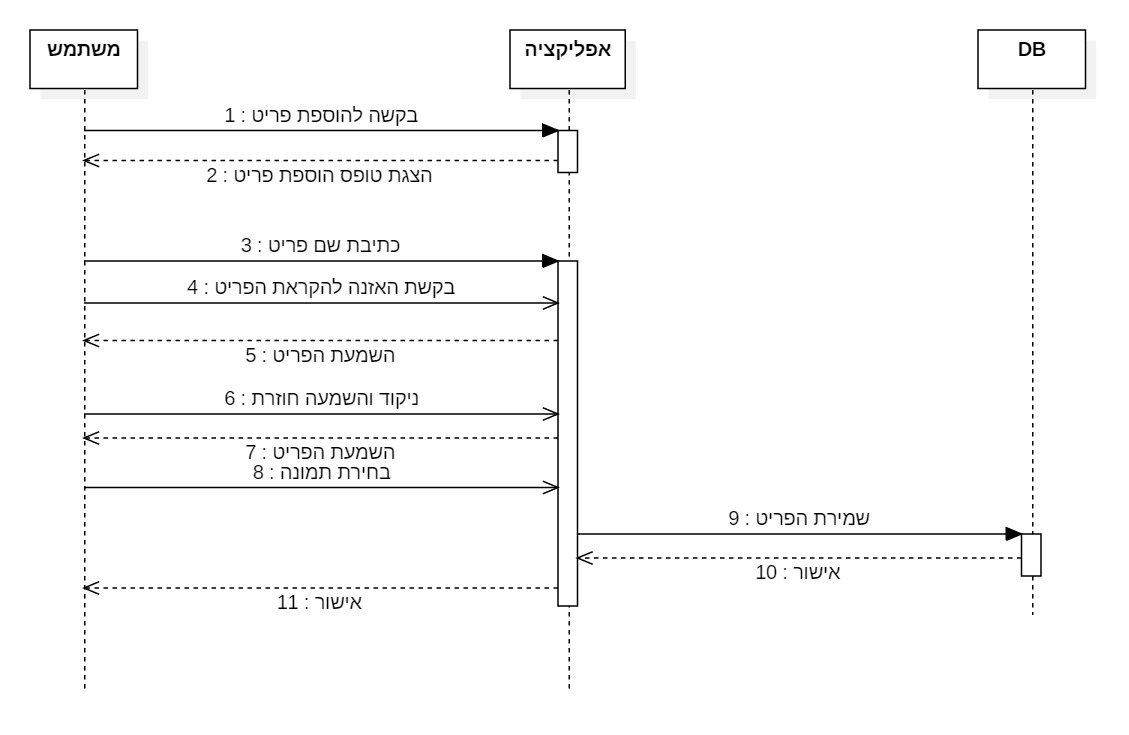 משתמש
אפליקציה
DB
1 : בקשה להוספת פריט
2 : הצגת טופס הוספת פריט
3 : כתיבת שם פריט
4 : בקשת האזנה להקראת הפריט
5 : השמעת הפריט
6 : ניקוד והשמעה חוזרת
7 : השמעת הפריט
8 : בחירת תמונה
9 : שמירת הפריט
10 : אישור
11 : אישור